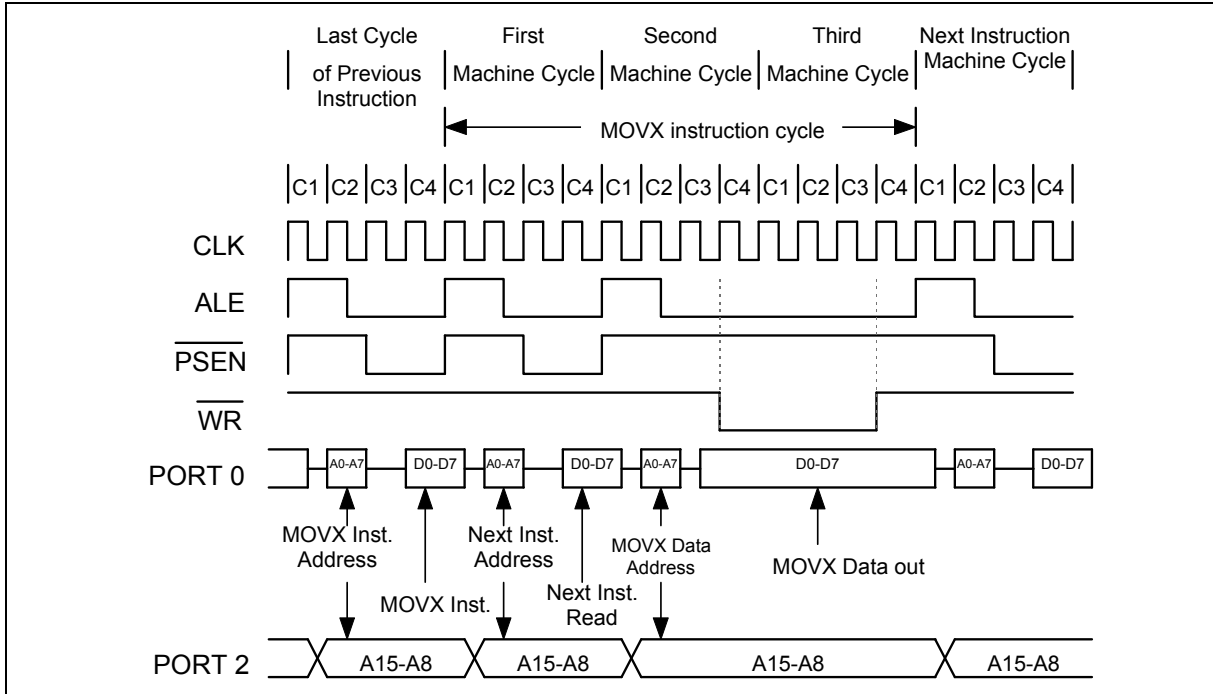 Last Cycle
of Previous
Instruction
First
Machine Cycle
Second
Machine Cycle
Third
Machine Cycle
Next Instruction
Machine Cycle
MOVX instruction cycle
C1 C2 C3 C4 C1 C2 C3 C4 C1 C2 C3 C4 C1 C2 C3 C4 C1 C2 C3 C4
CLK
ALE
PSEN
WR
PORT 0
A0-A7 D0-D7 A0-A7 D0-D7 A0-A7 D0-D7 A0-A7 D0-D7
MOVX Inst.
Address
MOVX Inst.
Next Inst.
Address
Next Inst.
Read
MOVX Data
Address
MOVX Data out
PORT 2
A15-A8 A15-A8 A15-A8 A15-A8